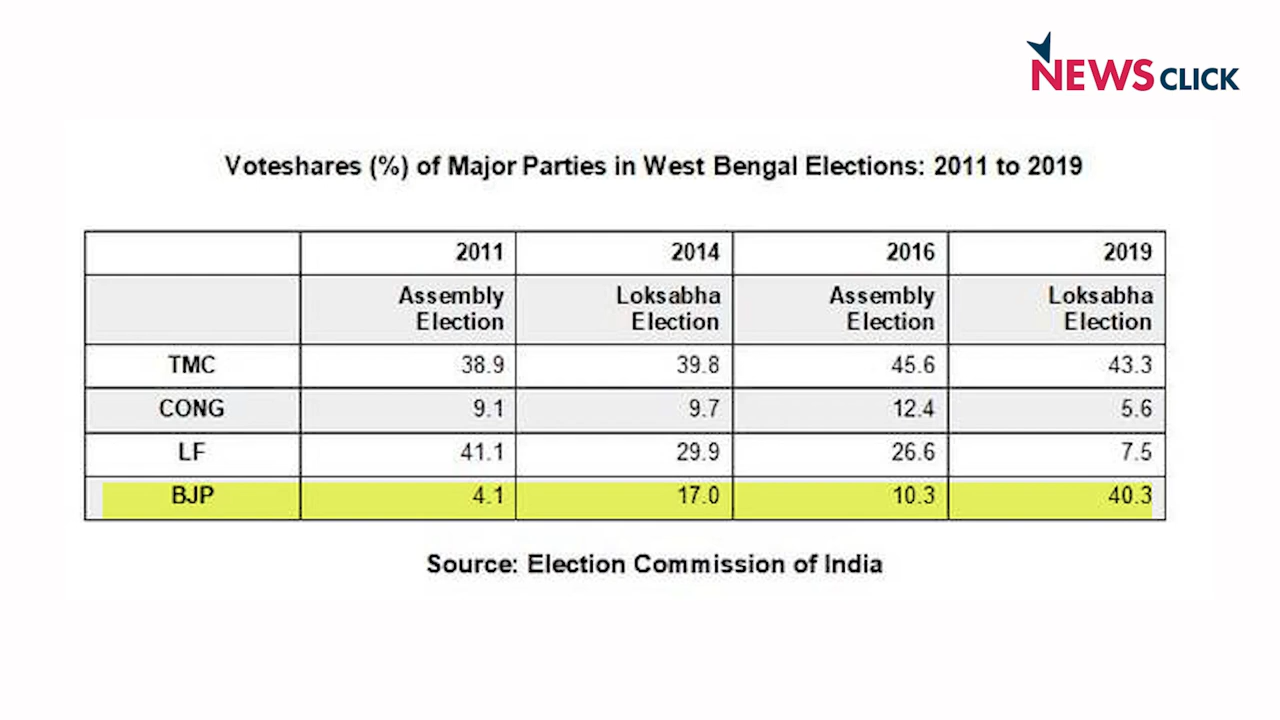 NEWS CLICK
Voteshares (%) of Major Parties in West Bengal Elections: 2011 to 2019
2011 2014 2016 2019
Assembly Election Loksabha Election Assembly Election Loksabha Election
TMC 38.9 39.8 45.6 43.3
CONG 9.1 9.7 12.4 5.6
LF 41.1 29.9 26.6 7.5
BJP 4.1 17.0 10.3 40.3
Source: Election Commission of India